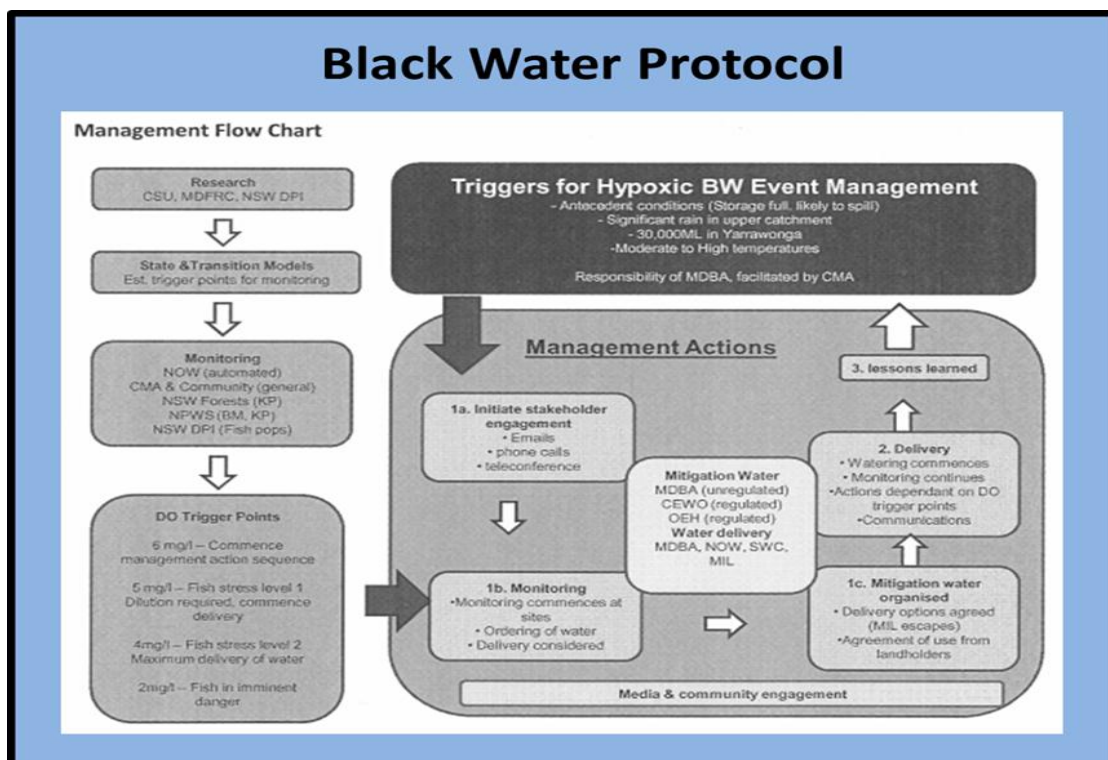 Black Water Protocol
Management Flow Chart
Research
CSU, MDFRC, NSW DPI
State &Transition Models
Est. trigger points for monitoring
Monitoring
NOW (automated)
CMA & Community (general)
NSW Forests (KP)
NPWS (BM, KP)
NSW DPI (Fish pops)
DO Trigger Points
6 mg/l – Commence
management action sequence
5 mg/l – Fish stress level 1
Dilution required, commence
delivery
4mg/l – Fish stress level 2
Maximum delivery of water
2mg/l – Fish in imminent
danger
Triggers for Hypoxic BW Event Management
- Antecedent conditions (Storage full, likely to spill)
- Significant rain in upper catchment
- 30,000ML in Yarrawonga
-Moderate to High temperatures
Responsibility of MDBA, facilitated by CMA
Management Actions
1a. Initiate stakeholder
engagement
• Emails
• phone calls
• teleconference
1b. Monitoring
•Monitoring commences at
sites
• Ordering of water
• Delivery considered
Mitigation Water
MDBA (unregulated)
CEWO (regulated)
OEH (regulated)
Water delivery
MDBA, NOW, SWC,
MIL
1c. Mitigation water
organised
• Delivery options agreed
(MIL escapes)
•Agreement of use from
landholders
2. Delivery
• Watering commences
• Monitoring continues
•Actions dependant on DO
trigger points
•Communications
3. lessons learned
Media & community engagement